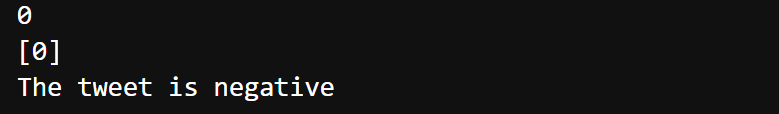 0
[0]
The tweet is negative